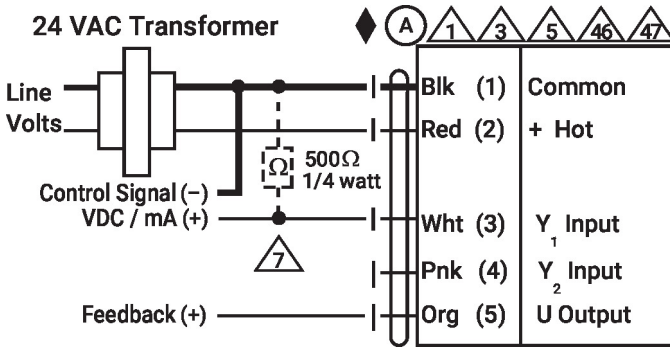 24 VAC Transformer
A 1 3 5 46 47
Line
Volts
Blk (1) Common
Red (2) + Hot
Ω 500Ω
1/4 watt
Control Signal (−)
VDC / mA (+)
Wht (3) Y₁ Input
7
Pnk (4) Y₂ Input
Feedback (+)
Org (5) U Output